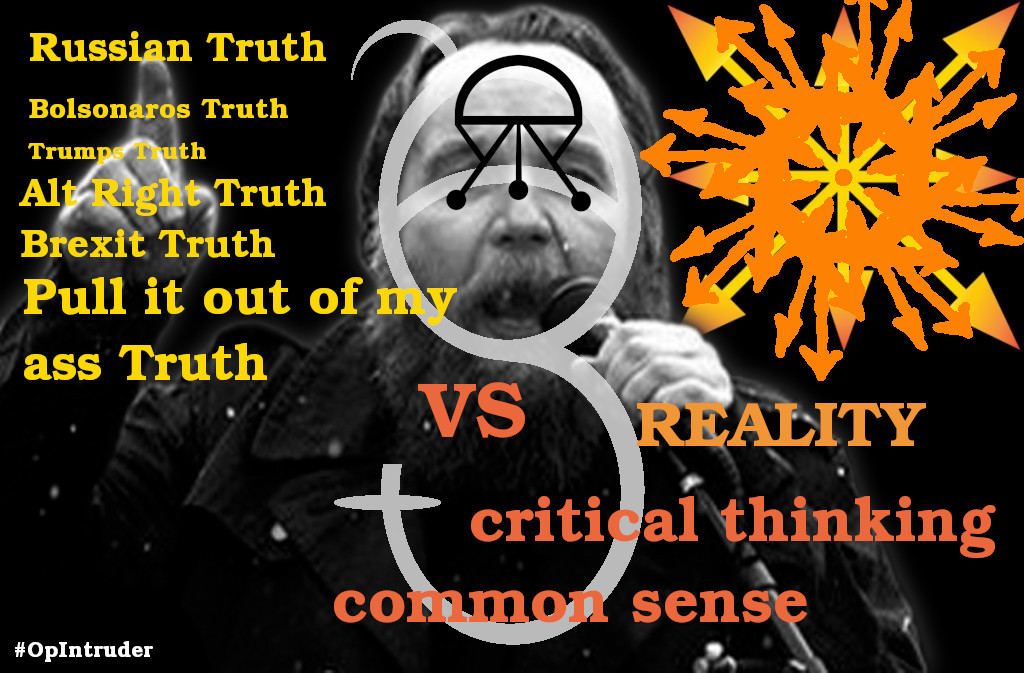 Russian Truth
Bolsonaros Truth
Trumps Truth
Alt Right Truth
Brexit Truth
Pull it out of my
ass Truth
VS
REALITY
critical thinking
common sense
#OpIntruder